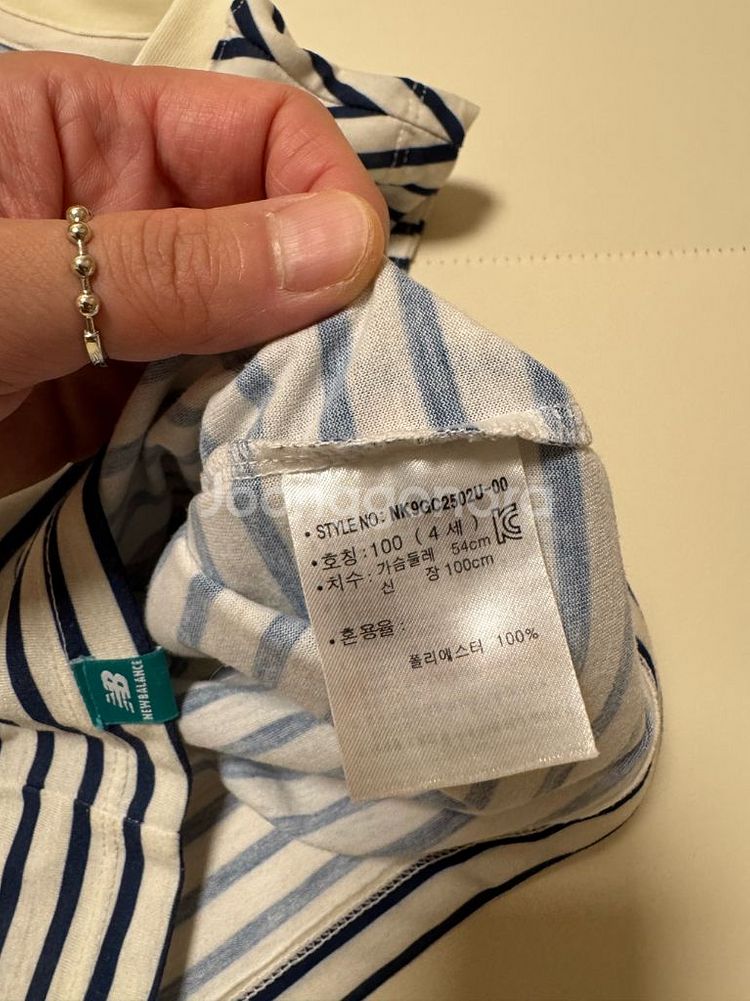 Joonggonara
• STYLE NO: NK9GC2502U-00
• 호칭 : 100 ( 4 세 )
• 치수 : 가슴둘레 54cm
신 장 100cm
• 혼용율 :
폴리에스터 100%
NEW BALANCE